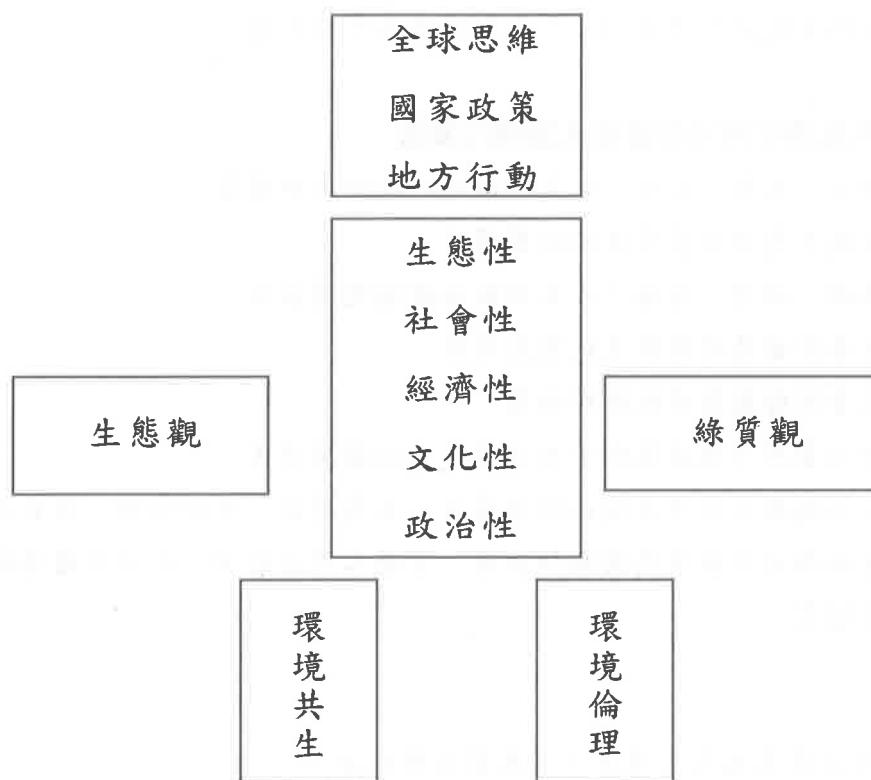 全球思維
國家政策
地方行動
生態性
社會性
經濟性
文化性
政治性
生態觀
綠質觀
環境共生
環境倫理